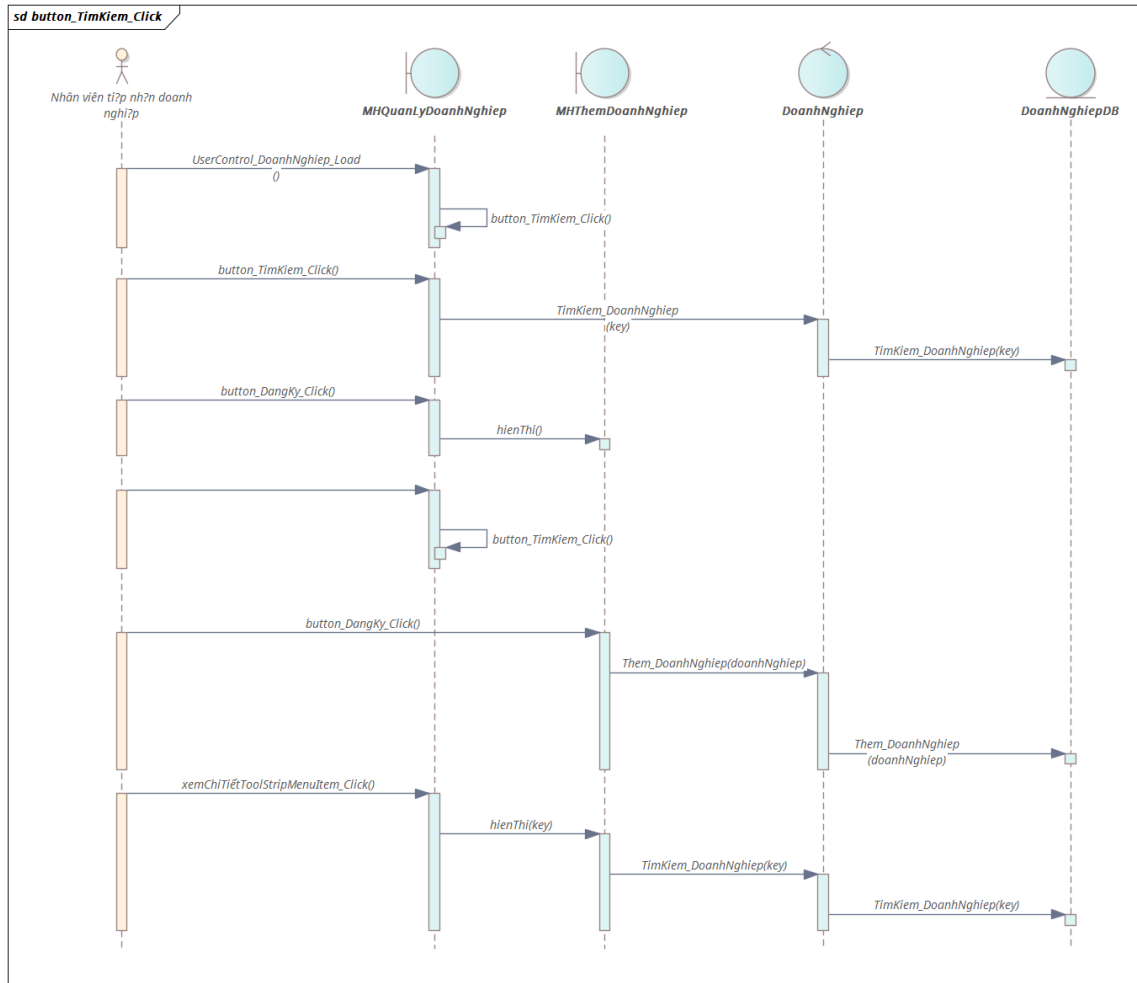 sd button_TimKiem_Click
Nhân viên ti?p nh?n doanh
nghi?p
MHQuanLyDoanhNghiep
MHThemDoanhNghiep
DoanhNghiep
DoanhNghiepDB
UserControl_DoanhNghiep_Load
()
button_TimKiem_Click()
button_TimKiem_Click()
TimKiem_DoanhNghiep
(key)
TimKiem_DoanhNghiep(key)
button_DangKy_Click()
hienThi()
button_TimKiem_Click()
button_DangKy_Click()
Them_DoanhNghiep(doanhNghiep)
Them_DoanhNghiep
(doanhNghiep)
xemChiTiếtToolStripMenuItem_Click()
hienThi(key)
TimKiem_DoanhNghiep(key)
TimKiem_DoanhNghiep(key)